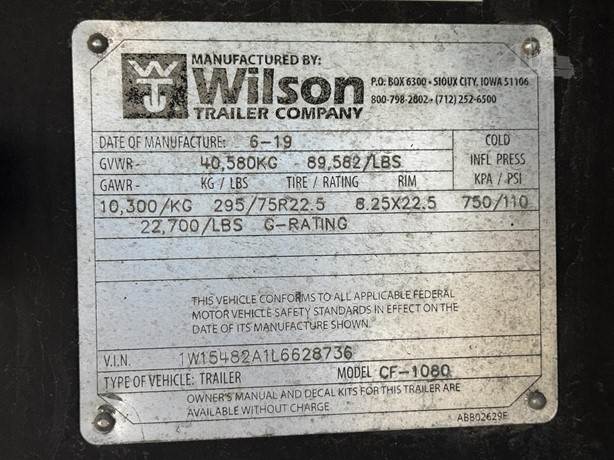 MANUFACTURED BY:
Wilson
TRAILER COMPANY
P.O. BOX 6300 • SIOUX CITY, IOWA 51106
800-798-2002 • (712) 252-6500
DATE OF MANUFACTURE: 6-19
COLD
INFL PRESS
KPA / PSI
GVWR- 40,580KG 89,582/LBS
GAWR- KG / LBS TIRE / RATING RIM
10,300/KG 295/75R22.5 8.25X22.5 750/110
22,700/LBS G-RATING
THIS VEHICLE CONFORMS TO ALL APPLICABLE FEDERAL
MOTOR VEHICLE SAFETY STANDARDS IN EFFECT ON THE
DATE OF ITS MANUFACTURE SHOWN.
V.I.N. 1W15482A1L6628736
TYPE OF VEHICLE: TRAILER MODEL CF-1080
OWNER'S MANUAL AND DECAL KITS FOR THIS TRAILER ARE
AVAILABLE WITHOUT CHARGE
ABB02629E